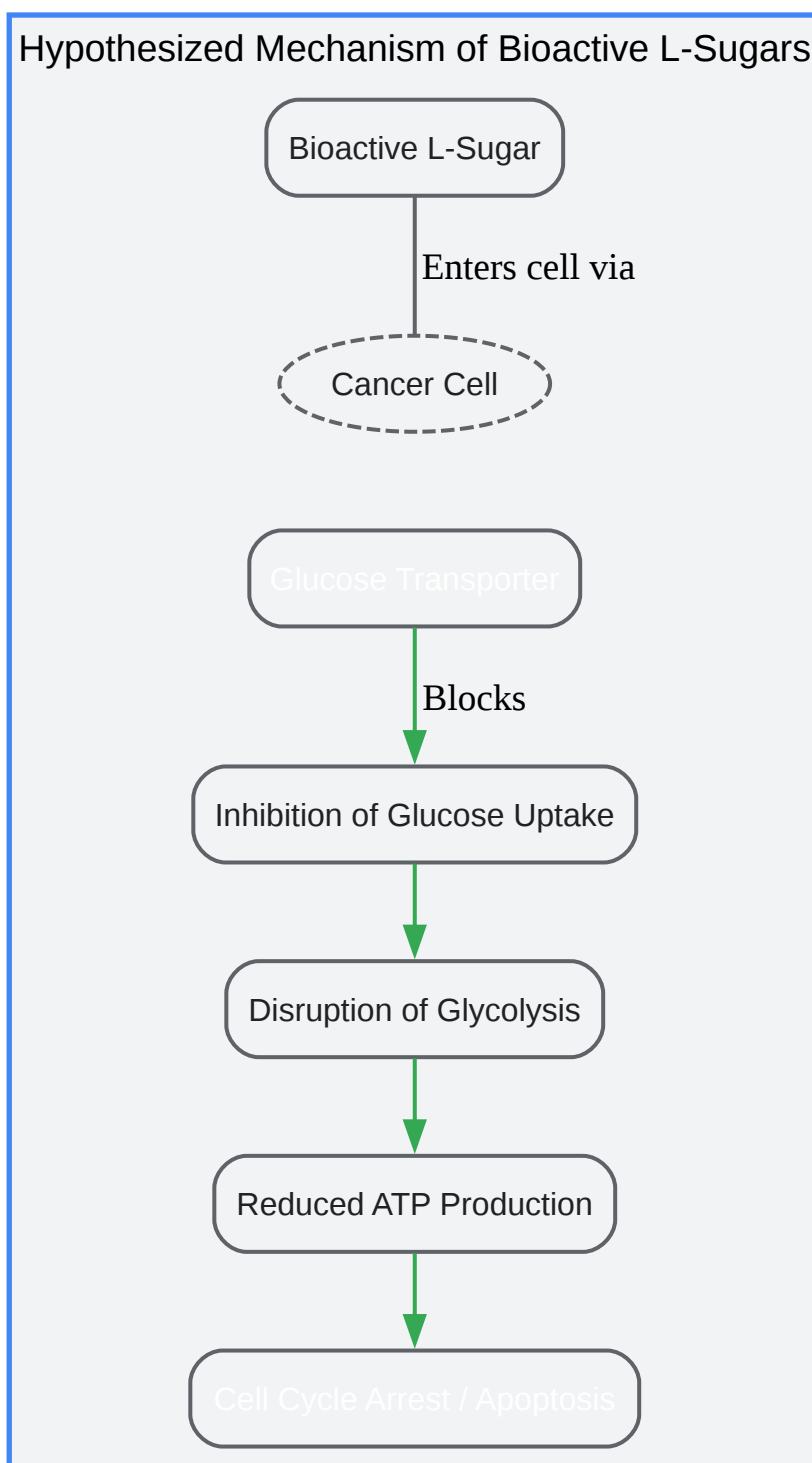 Hypothesized Mechanism of Bioactive L-Sugars
Bioactive L-Sugar
Enters cell via
Cancer Cell
Glucose Transporter
Blocks
Inhibition of Glucose Uptake
Disruption of Glycolysis
Reduced ATP Production
Cell Cycle Arrest / Apoptosis